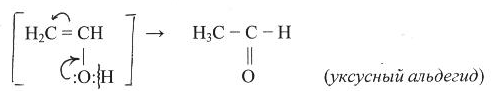 H₂C = CH → H₃C – C – H
:O: H O (уксусный альдегид)